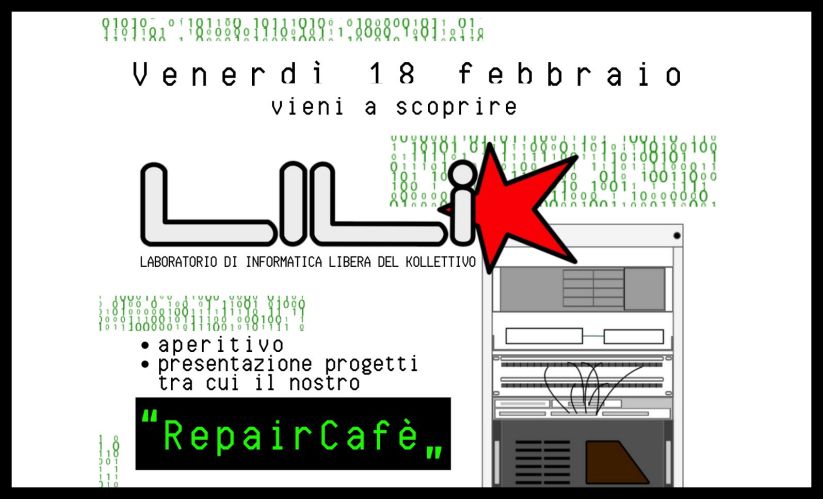 Venerdì 18 febbraio
vieni a scoprire
LILiK
LABORATORIO DI INFORMATICA LIBERA DEL KOLLETTIVO
• aperitivo
• presentazione progetti
tra cui il nostro
“RepairCafè„